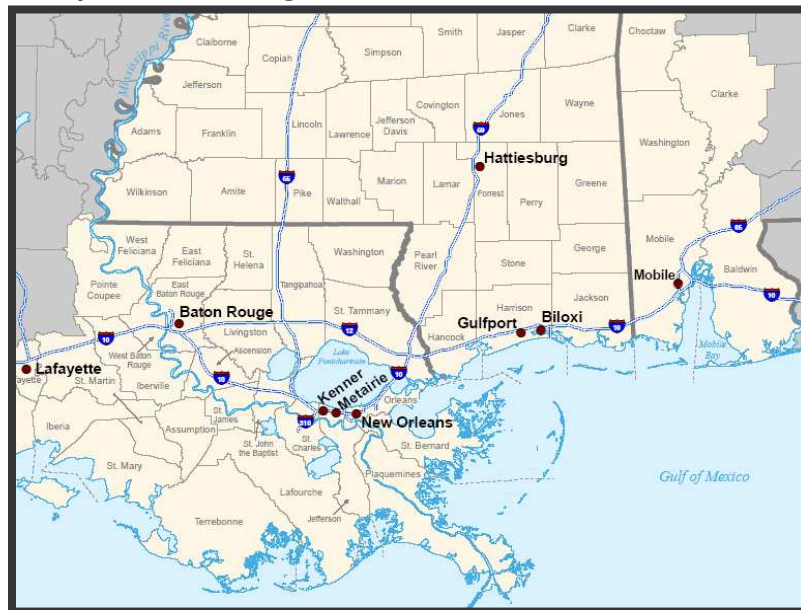 Claiborne
Copiah
Simpson
Smith
Jasper
Clarke
Choctaw
Mississippi River
Jefferson
Clarke
Covington
Jones
Wayne
Adams
Franklin
Lincoln
Lawrence
Jefferson
Davis
59
Washington
Hattiesburg
Wilkinson
Amite
55
Pike
Walthall
Marion
Lamar
Forrest
Perry
Greene
West
Feliciana
East
Feliciana
St.
Helena
Washington
Pearl
River
George
Mobile
65
Pointe
Coupee
East
Baton Rouge
Tangipahoa
Stone
Mobile
Baldwin
Baton Rouge
St. Tammany
Harrison
Jackson
10
Livingston
12
Gulfport
Biloxi
10
10
West Baton
Rouge
Ascension
Hancock
Lake
Pontchartrain
Mobile
Bay
Lafayette
ayette
St. Martin
Iberville
10
Kenner
Metairie
10
Orleans
New Orleans
Iberia
Assumption
St.
James
310
St. John
the Baptist
St.
Charles
St. Bernard
St. Mary
Plaquemines
Gulf of Mexico
Lafourche
Terrebonne
Jefferson